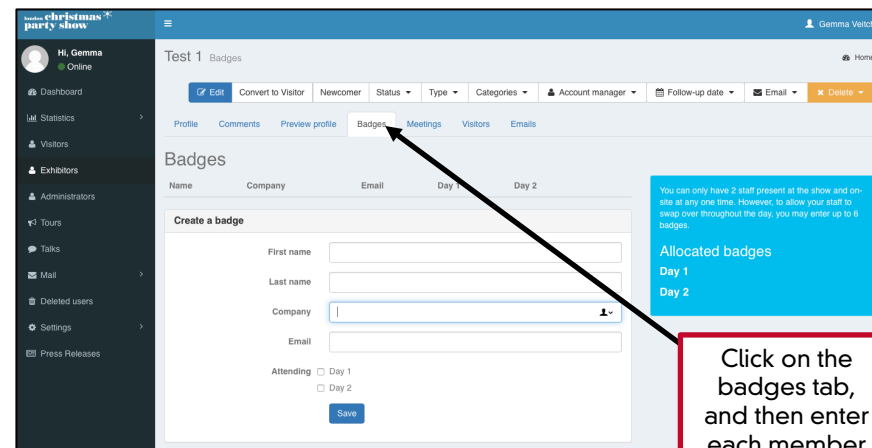 london christmas
party show
Gemma Veitch
Hi, Gemma
Online
Test 1 Badges
Home
Dashboard
Edit Convert to Visitor Newcomer Status Type Categories Account manager Follow-up date Email Delete
Statistics
Profile Comments Preview profile Badges Meetings Visitors Emails
Visitors
Badges
Exhibitors
Name Company Email Day 1 Day 2
Administrators
You can only have 2 staff present at the show and on-
site at any one time. However, to allow your staff to
swap over throughout the day, you may enter up to 6
badges.
Tours
Create a badge
Talks
First name
Allocated badges
Mail
Day 1
Last name
Day 2
Deleted users
Company
Settings
Email
Press Releases
Attending Day 1
Day 2
Save
Click on the
badges tab,
and then enter
each member